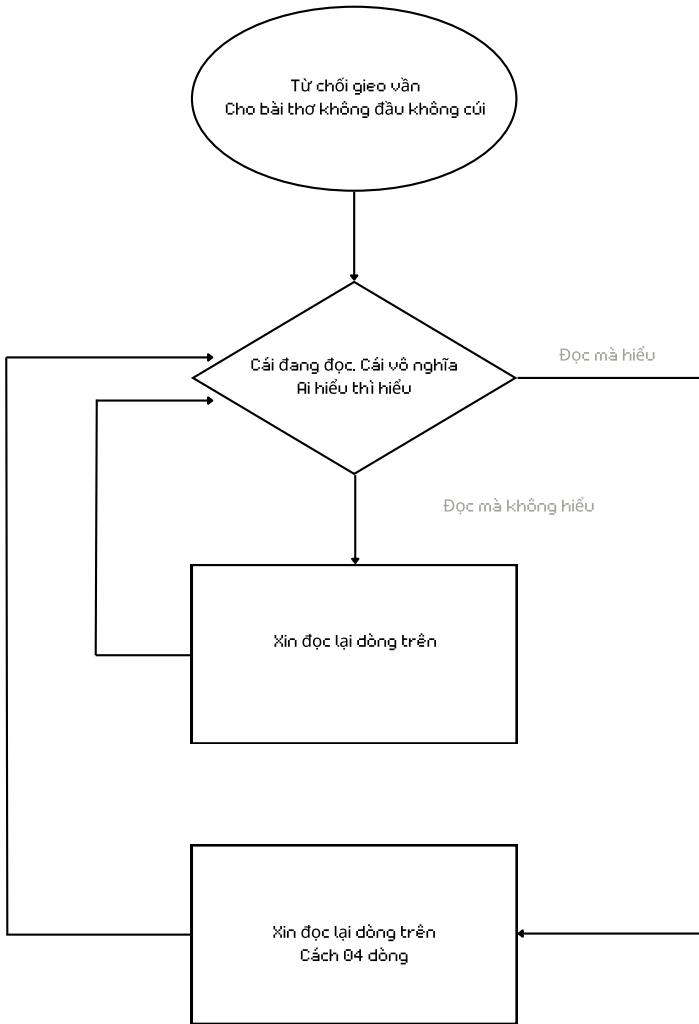 Từ chối gieo vần
Cho bài thơ không đầu không cúi
Cái đang đọc. Cái vô nghĩa
Ai hiểu thì hiểu
Đọc mà hiểu
Đọc mà không hiểu
Xin đọc lại dòng trên
Xin đọc lại dòng trên
Cách 04 dòng